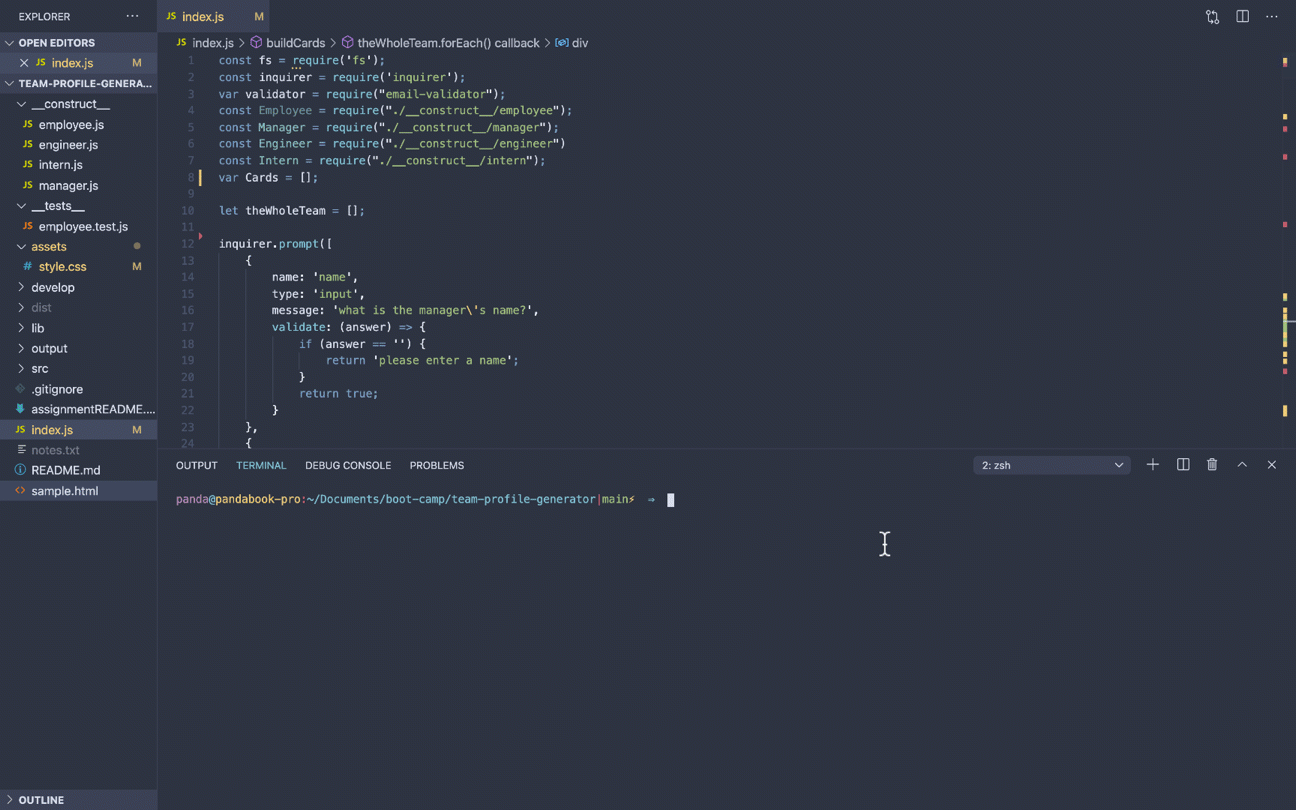 EXPLORER
OPEN EDITORS
JS index.js M
TEAM-PROFILE-GENERA...
__construct__
JS employee.js
JS engineer.js
JS intern.js
JS manager.js
__tests__
JS employee.test.js
assets
# style.css M
develop
dist
lib
output
src
.gitignore
assignmentREADME....
JS index.js M
notes.txt
README.md
sample.html
OUTLINE
JS index.js M
JS index.js > buildCards > theWholeTeam.forEach() callback > div
1 const fs = require('fs');
2 const inquirer = require('inquirer');
3 var validator = require("email-validator");
4 const Employee = require("./__construct__/employee");
5 const Manager = require("./__construct__/manager");
6 const Engineer = require("./__construct__/engineer")
7 const Intern = require("./__construct__/intern");
8 var Cards = [];
9
10 let theWholeTeam = [];
11
12 inquirer.prompt([
13 {
14 name: 'name',
15 type: 'input',
16 message: 'what is the manager\'s name?',
17 validate: (answer) => {
18 if (answer == '') {
19 return 'please enter a name';
20 }
21 return true;
22 }
23 },
24 {
OUTPUT TERMINAL DEBUG CONSOLE PROBLEMS 2: zsh
panda@pandabook-pro:~/Documents/boot-camp/team-profile-generator|main⚡ ⇒